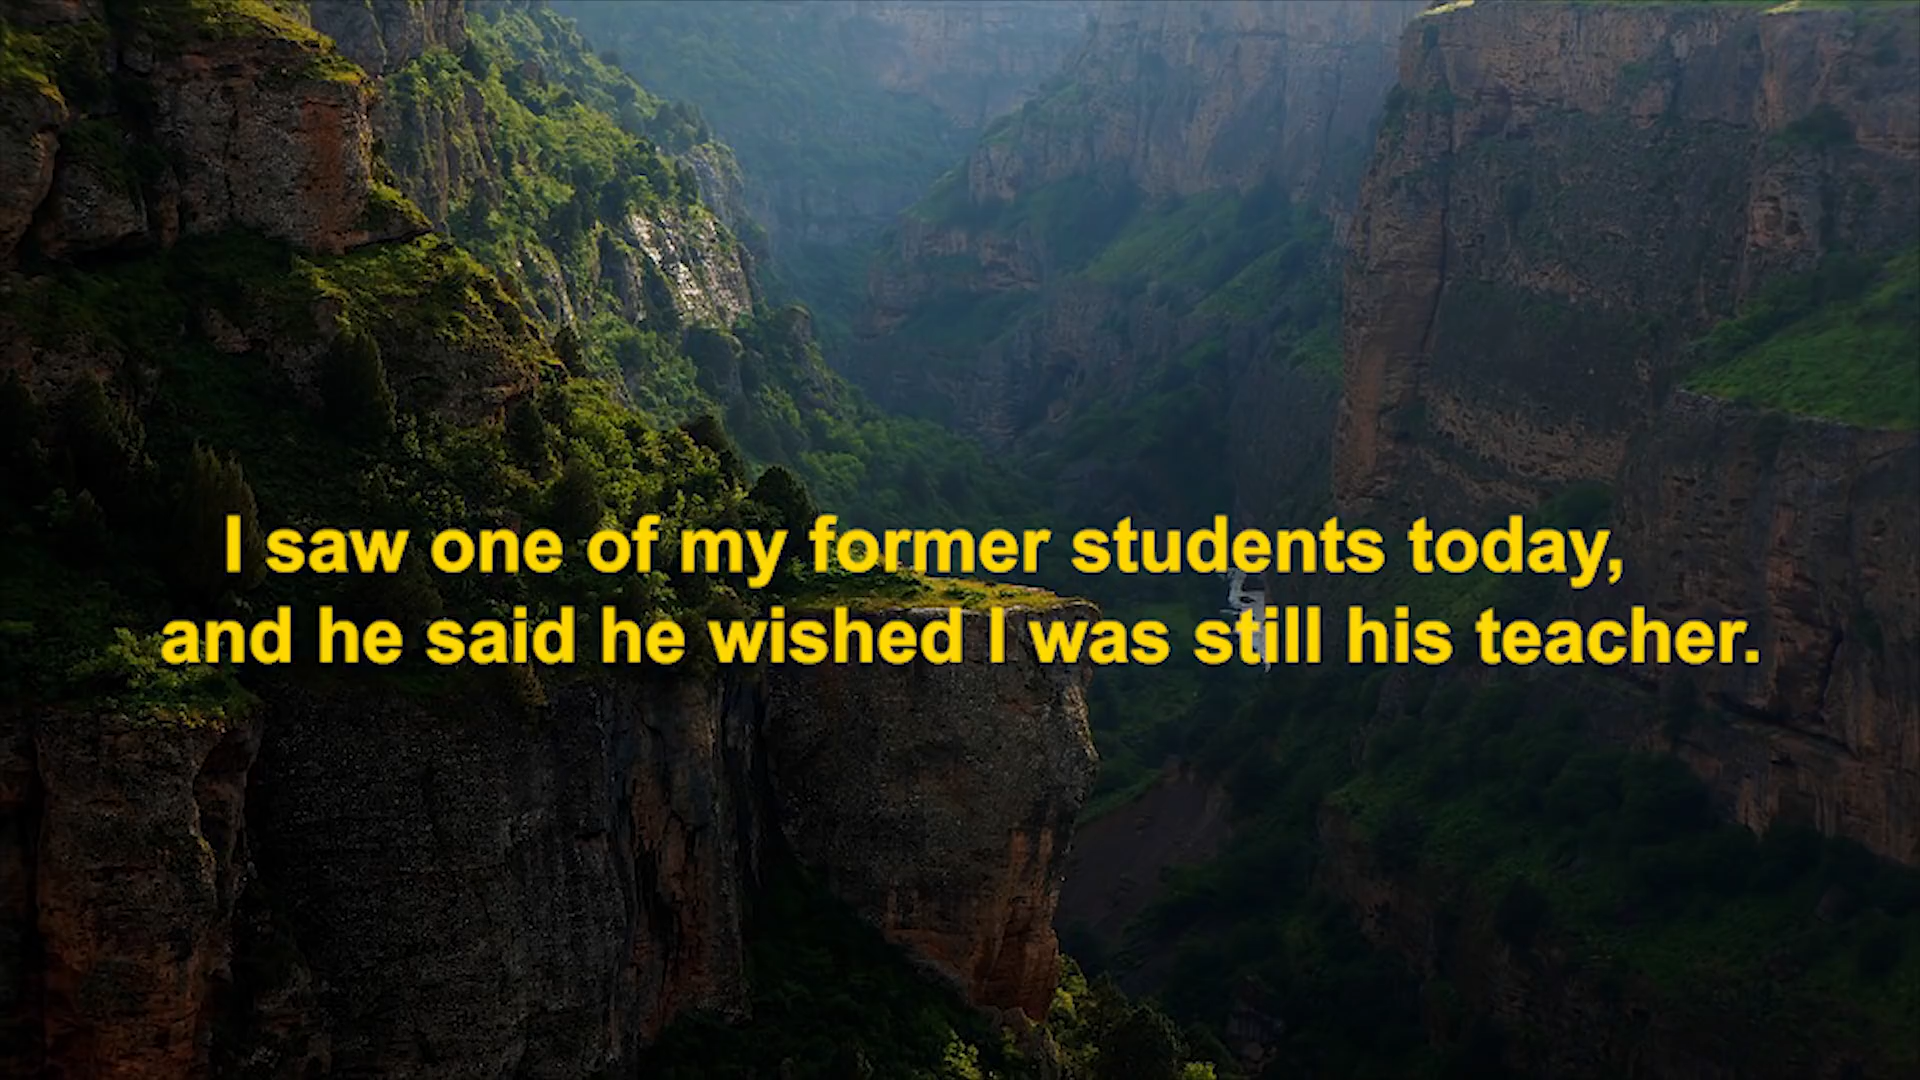 I saw one of my former students today,
and he said he wished I was still his teacher.